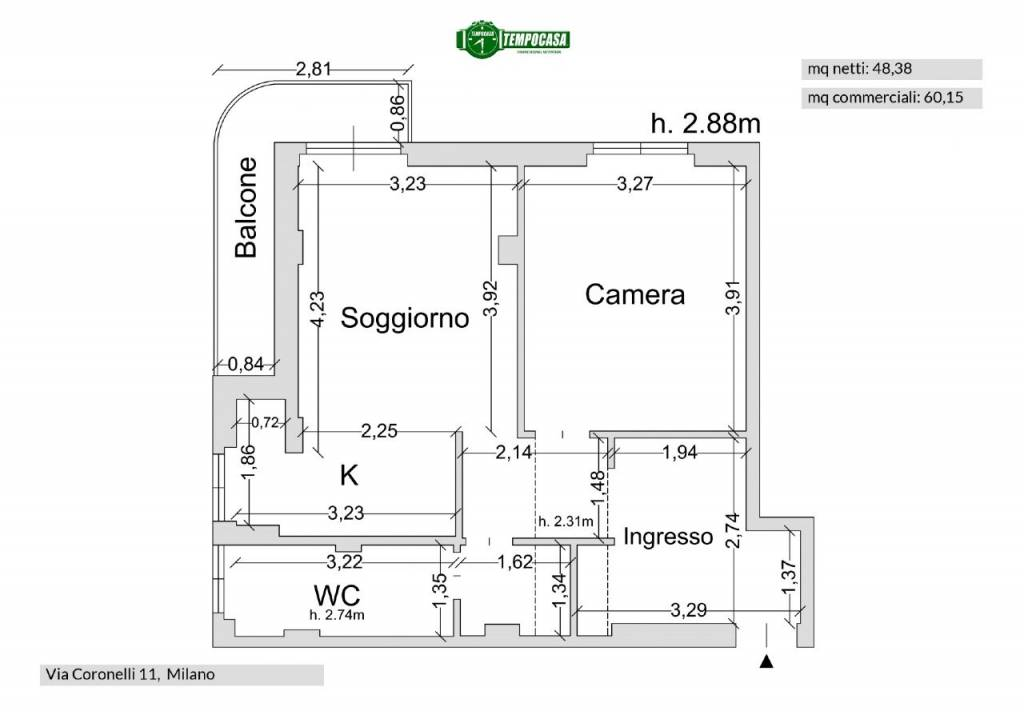 TEMPOCASA
mq netti: 48,38
mq commerciali: 60,15
2,81
0,86
h. 2.88m
Balcone
3,23
3,27
4,23
3,92
3,91
Soggiorno
Camera
0,84
0,72
2,25
1,86
2,14
1,94
K
1,48
3,23
h. 2.31m
Ingresso
2,74
3,22
1,62
1,35
1,34
1,37
WC
h. 2.74m
3,29
Via Coronelli 11, Milano